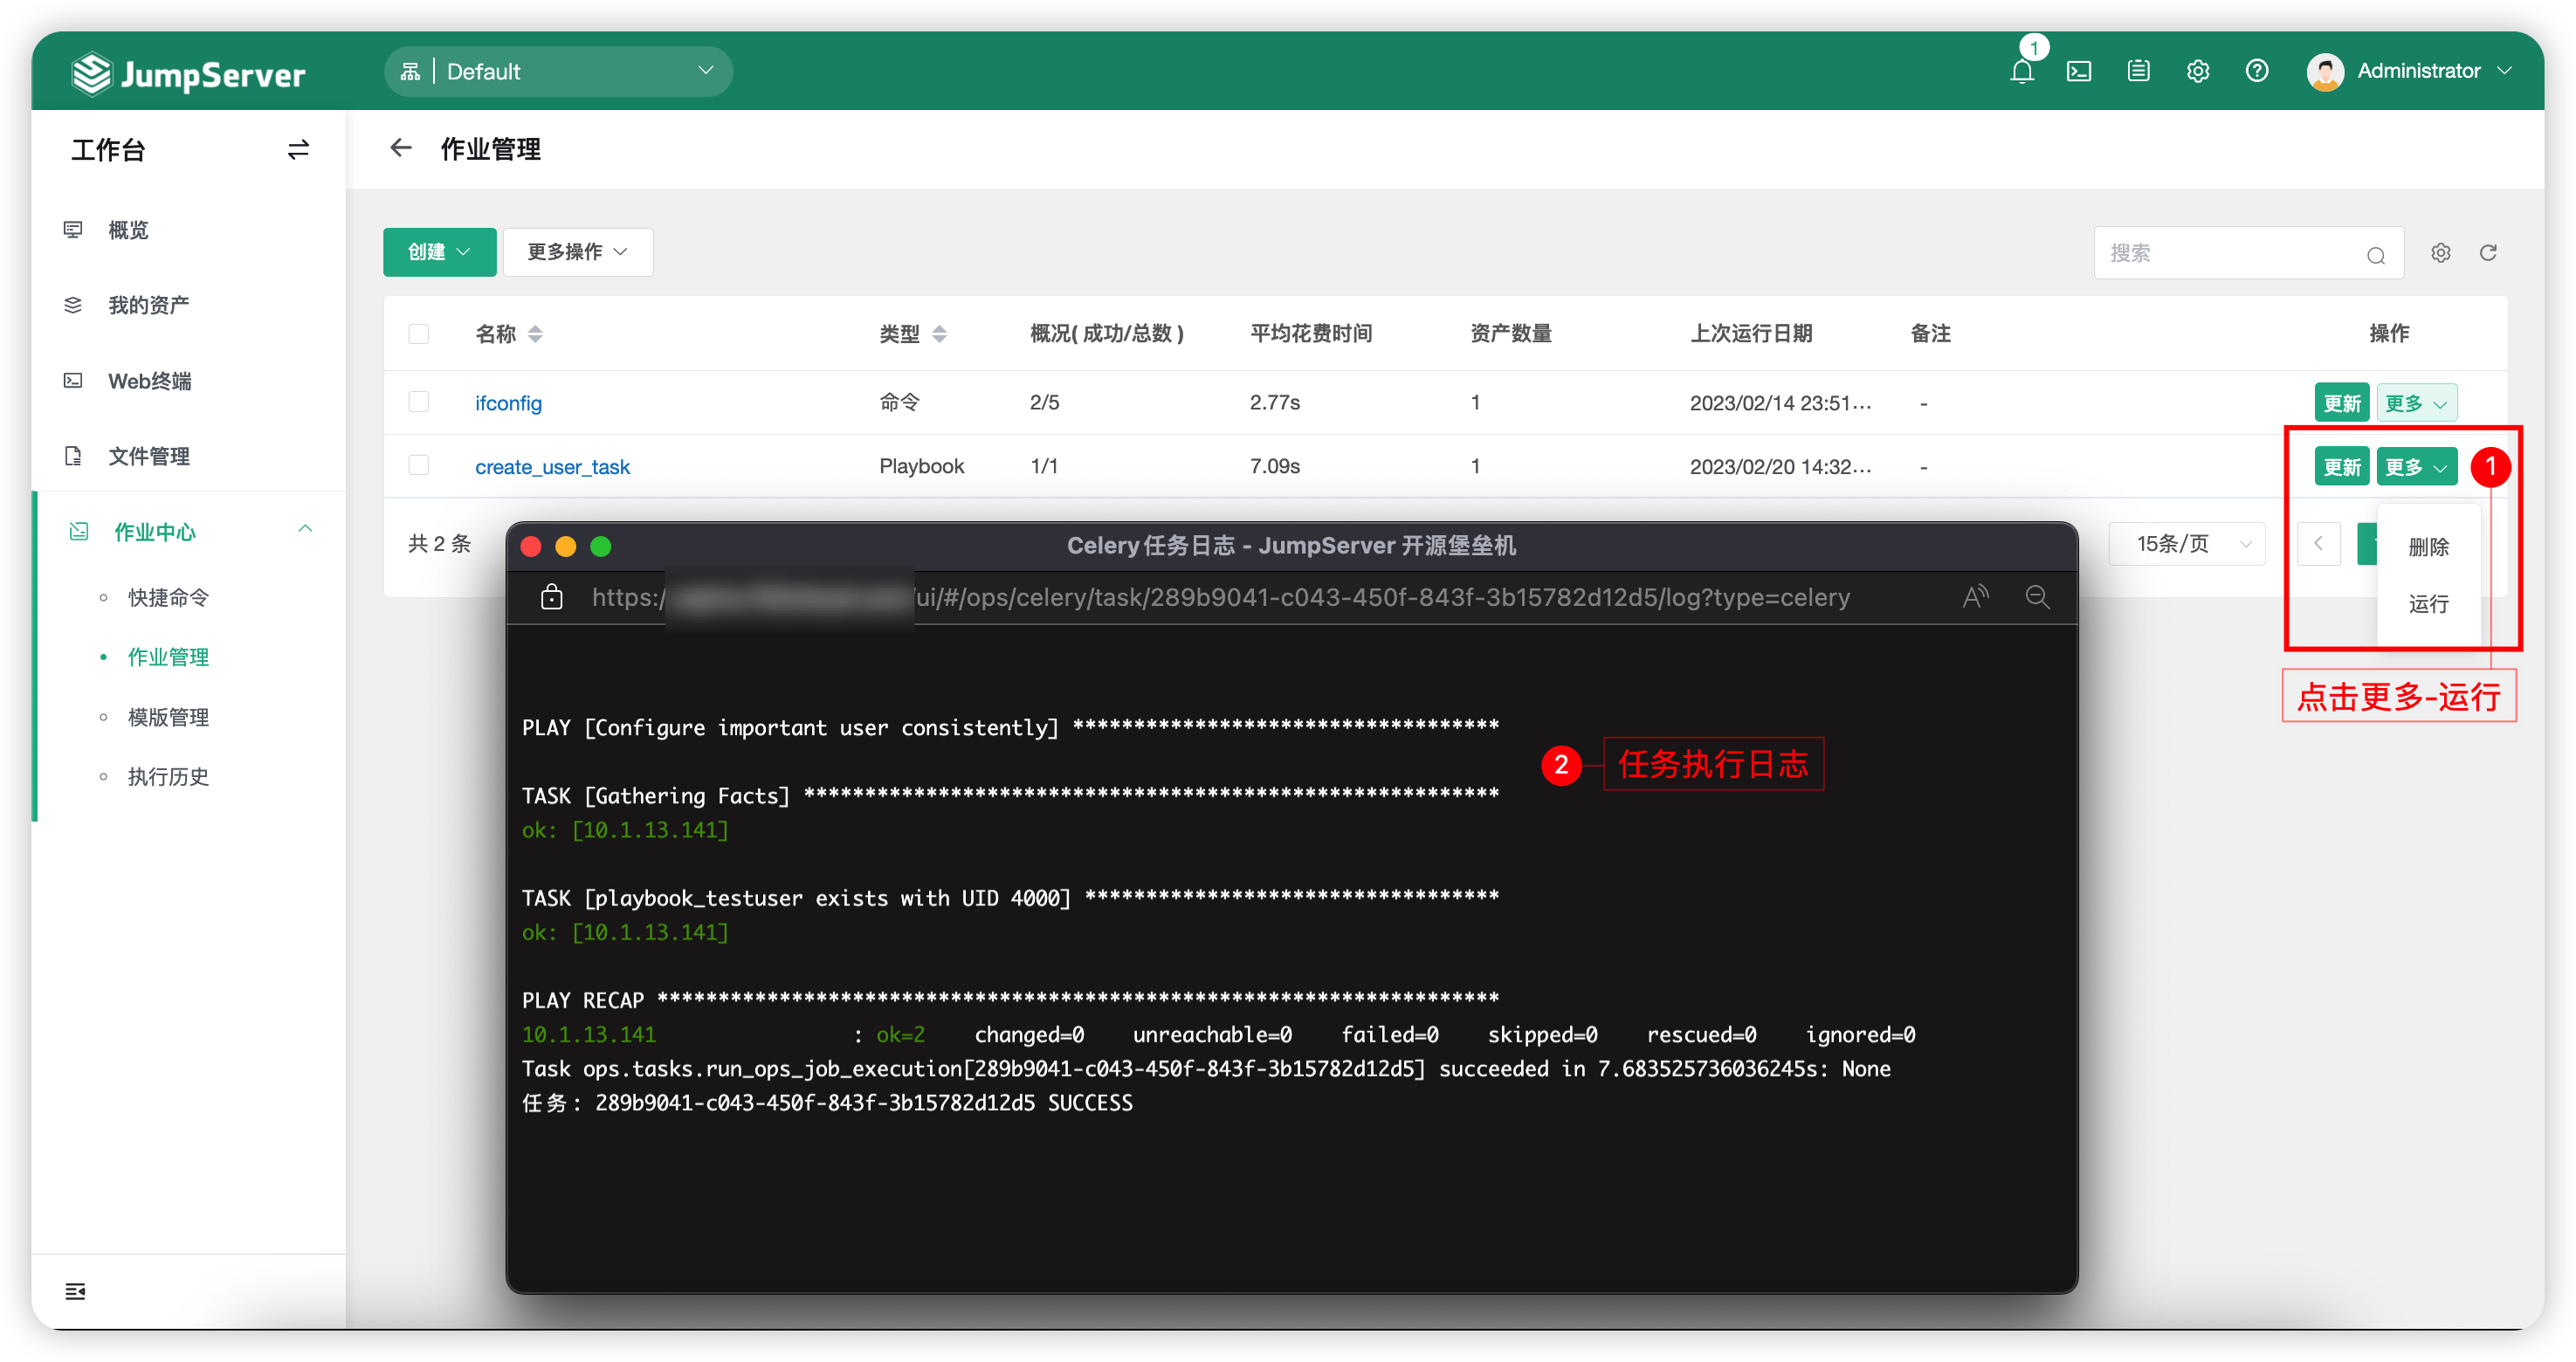 JumpServer
Default
1
Administrator
工作台
作业管理
概览
我的资产
Web终端
文件管理
作业中心
快捷命令
作业管理
模版管理
执行历史
创建 更多操作
搜索
名称 类型 概况( 成功/总数 ) 平均花费时间 资产数量 上次运行日期 备注 操作
ifconfig 命令 2/5 2.77s 1 2023/02/14 23:51... - 更新 更多
create_user_task Playbook 1/1 7.09s 1 2023/02/20 14:32... - 更新 更多
1
共 2 条
15条/页
删除
运行
点击更多-运行
Celery任务日志 - JumpServer 开源堡垒机
https:/
/ui/#/ops/celery/task/289b9041-c043-450f-843f-3b15782d12d5/log?type=celery
PLAY [Configure important user consistently] ***********************************
2 任务执行日志
TASK [Gathering Facts] *********************************************************
ok: [10.1.13.141]
TASK [playbook_testuser exists with UID 4000] **********************************
ok: [10.1.13.141]
PLAY RECAP *********************************************************************
10.1.13.141 : ok=2 changed=0 unreachable=0 failed=0 skipped=0 rescued=0 ignored=0
Task ops.tasks.run_ops_job_execution[289b9041-c043-450f-843f-3b15782d12d5] succeeded in 7.683525736036245s: None
任务: 289b9041-c043-450f-843f-3b15782d12d5 SUCCESS